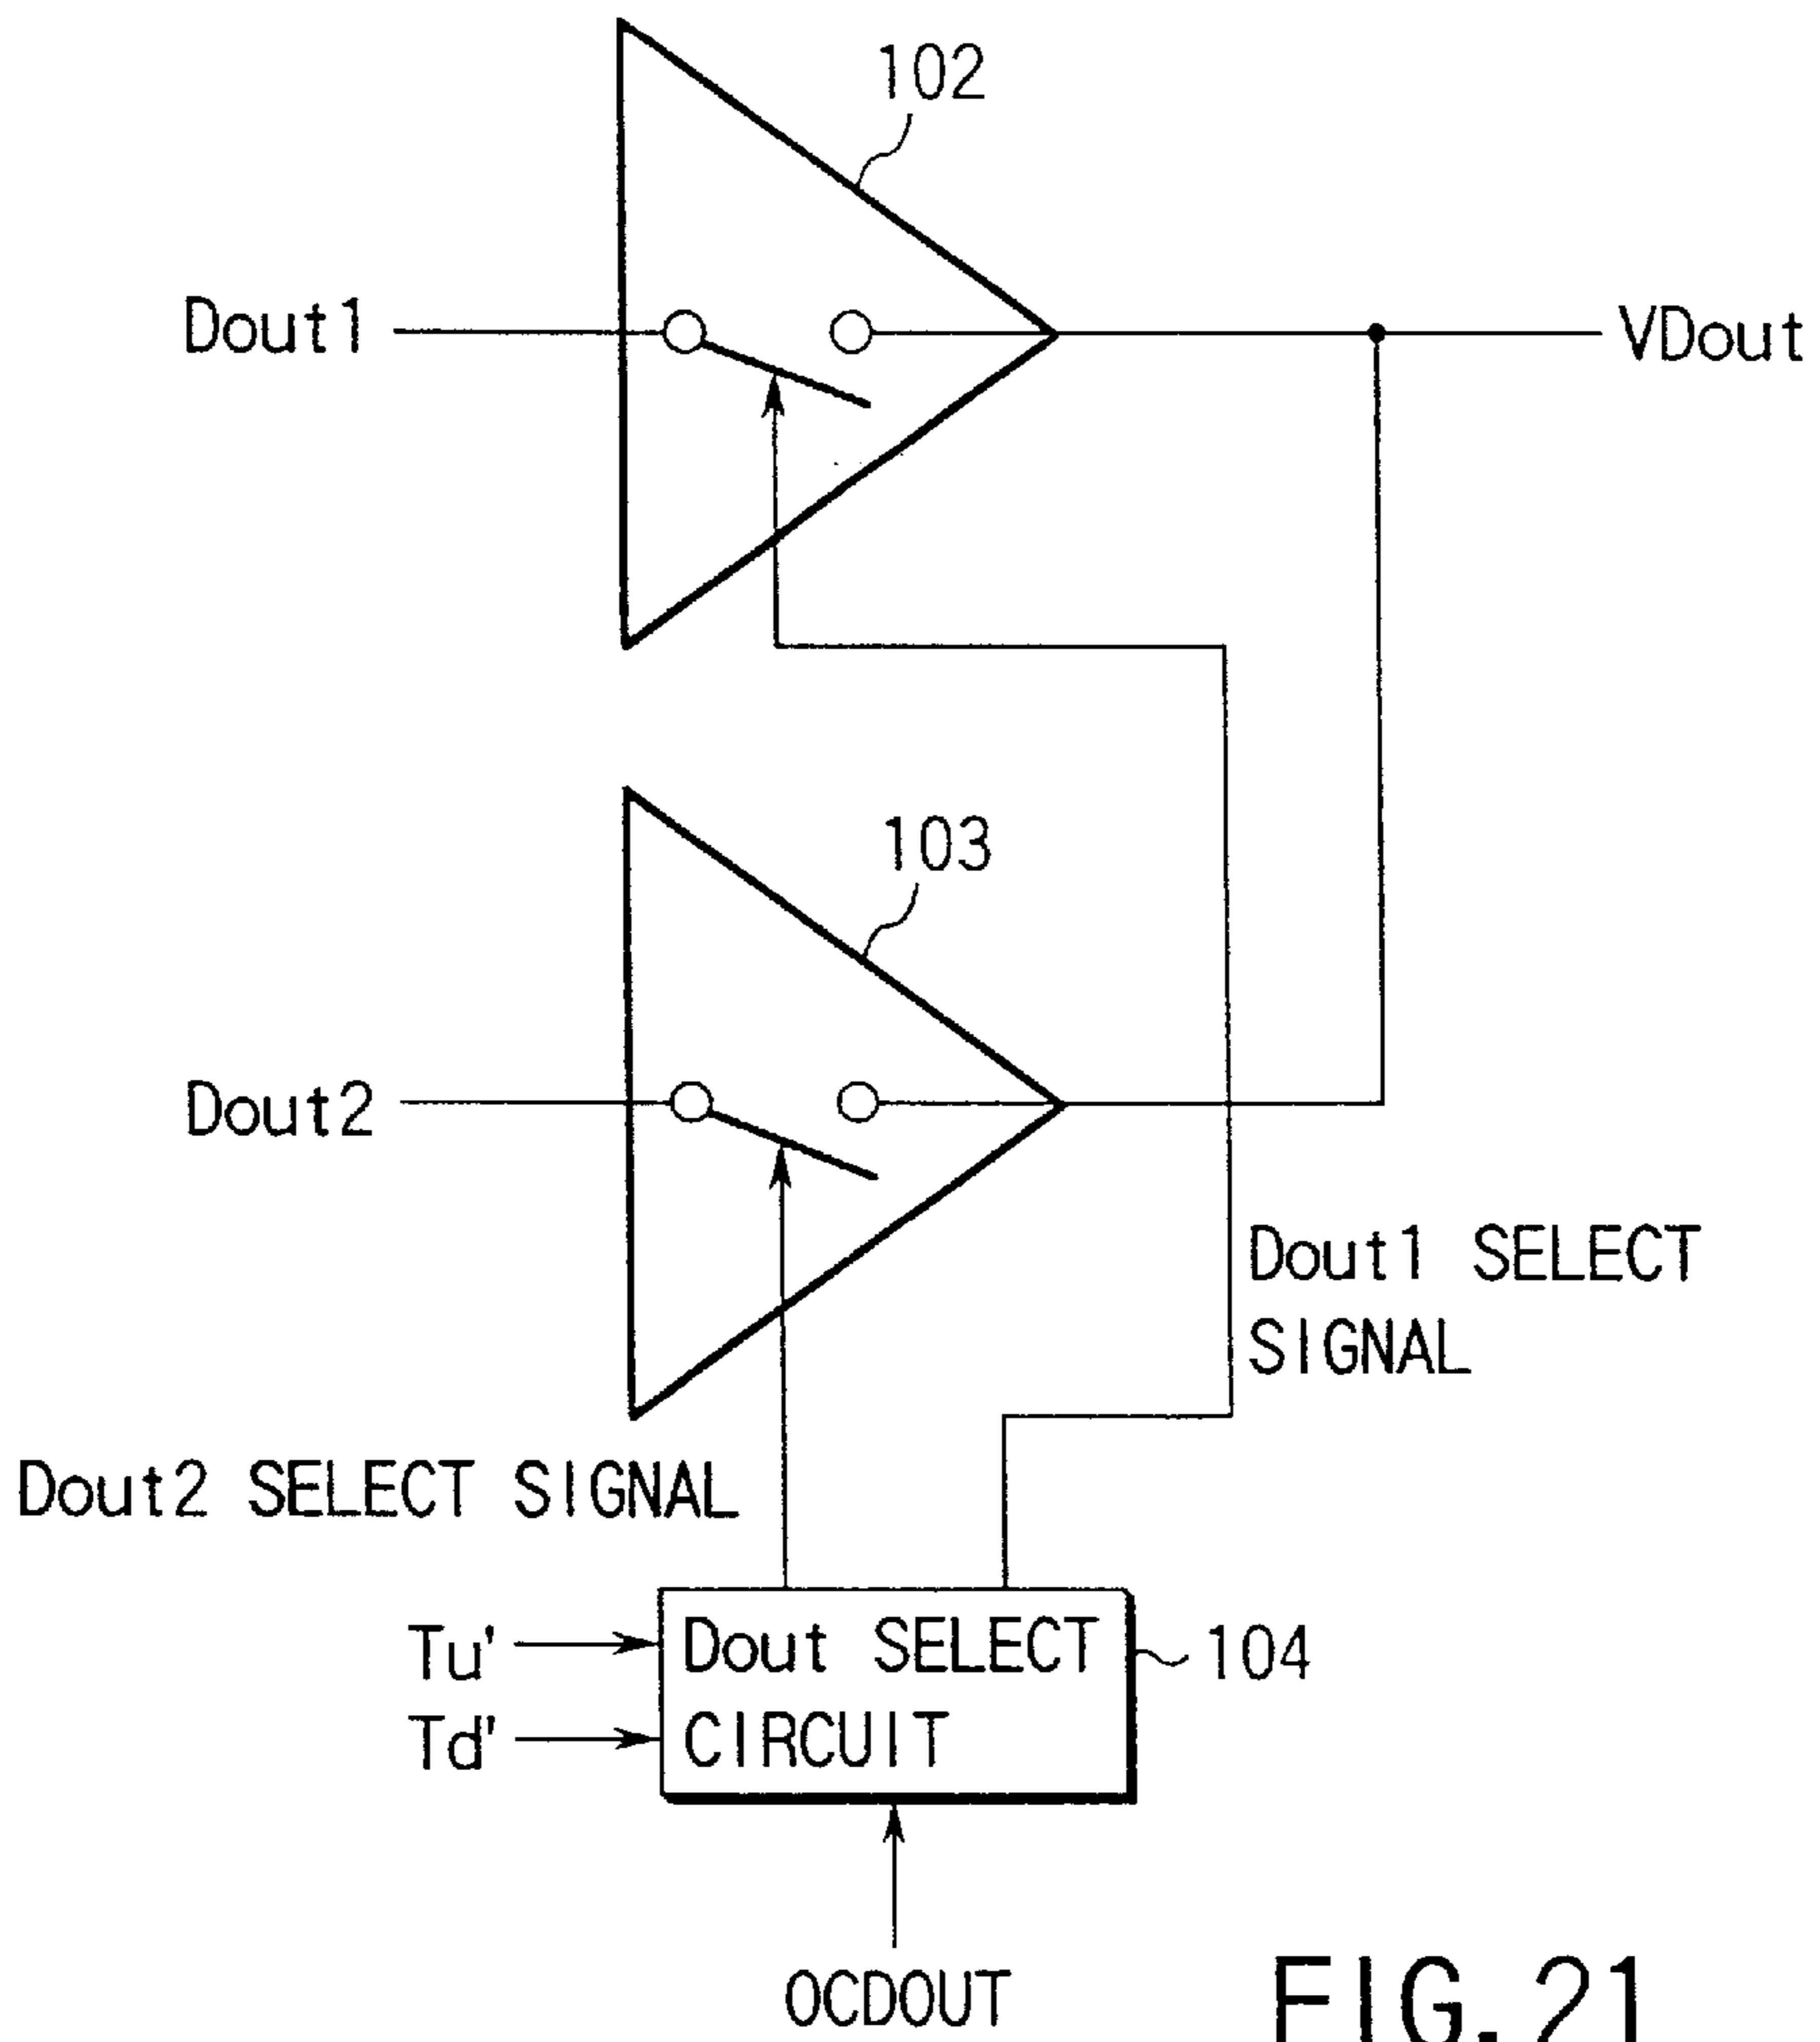 102
Dout1
VDout
103
Dout2
Dout1 SELECT
SIGNAL
Dout2 SELECT SIGNAL
Tu'
Dout SELECT
104
Td'
CIRCUIT
OCDOUT
FIG. 21